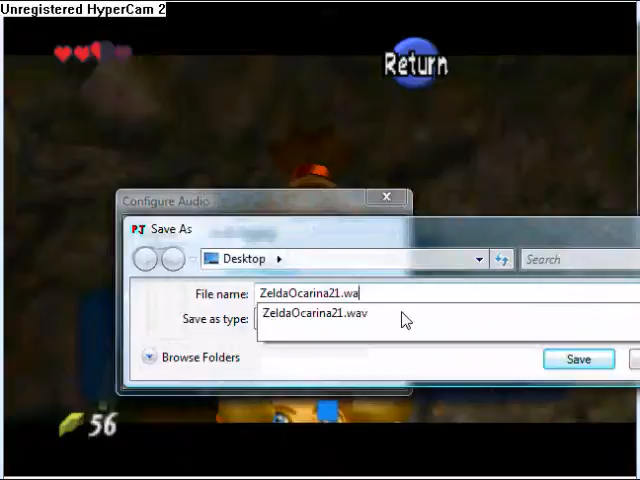 Unregistered HyperCam 2
Return
Configure Audio
Save As
Desktop
Search
File name: ZeldaOcarina21.wa
ZeldaOcarina21.wav
Save as type:
Browse Folders
Save
56